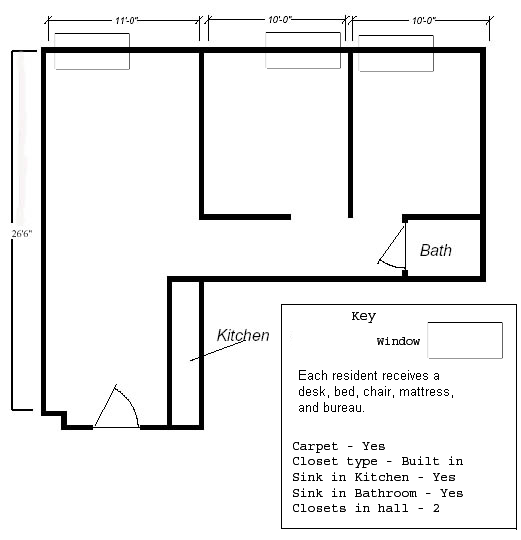 11'-0" 10'-0" 10'-0"
26'6"
Bath
Kitchen
Key
Window
Each resident receives a
desk, bed, chair, mattress,
and bureau.
Carpet - Yes
Closet type - Built in
Sink in Kitchen - Yes
Sink in Bathroom - Yes
Closets in hall - 2